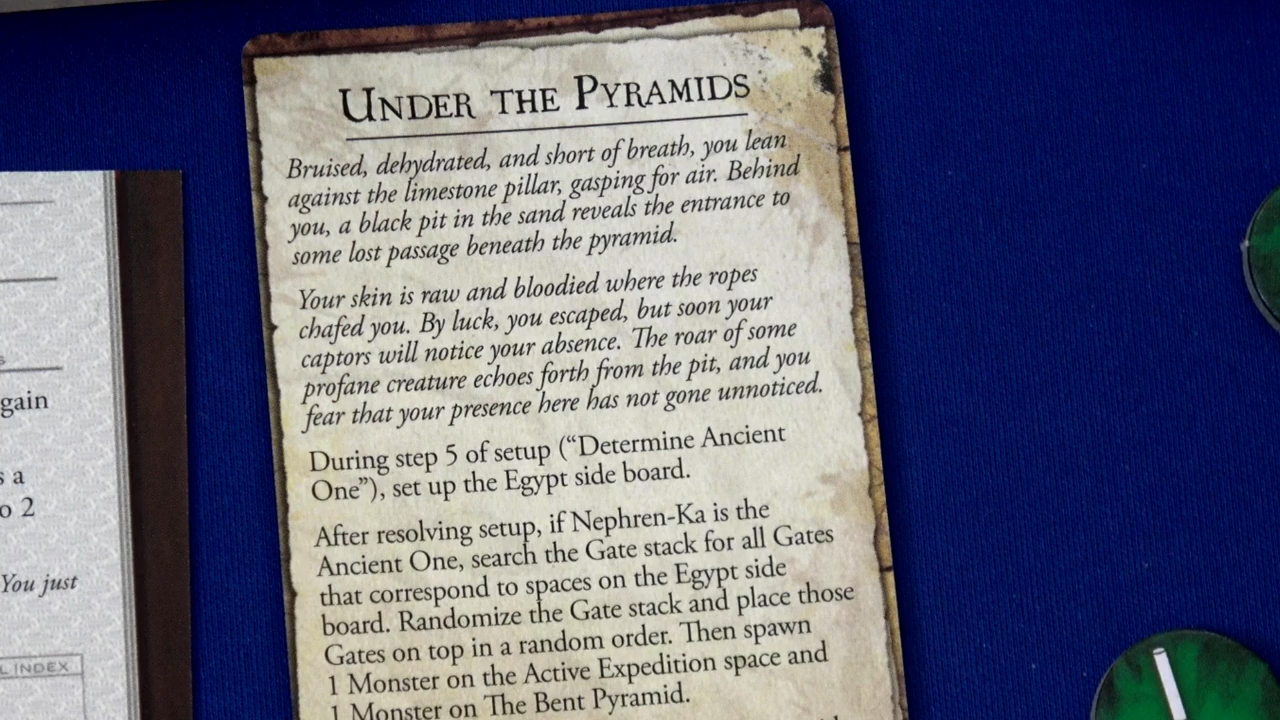 UNDER THE PYRAMIDS
Bruised, dehydrated, and short of breath, you lean
against the limestone pillar, gasping for air. Behind
you, a black pit in the sand reveals the entrance to
some lost passage beneath the pyramid.
Your skin is raw and bloodied where the ropes
chafed you. By luck, you escaped, but soon your
captors will notice your absence. The roar of some
profane creature echoes forth from the pit, and you
fear that your presence here has not gone unnoticed.
During step 5 of setup (“Determine Ancient
One”), set up the Egypt side board.
After resolving setup, if Nephren-Ka is the
Ancient One, search the Gate stack for all Gates
that correspond to spaces on the Egypt side
board. Randomize the Gate stack and place those
Gates on top in a random order. Then spawn
1 Monster on the Active Expedition space and
1 Monster on The Bent Pyramid.
gain
s a
o 2
You just
L INDEX